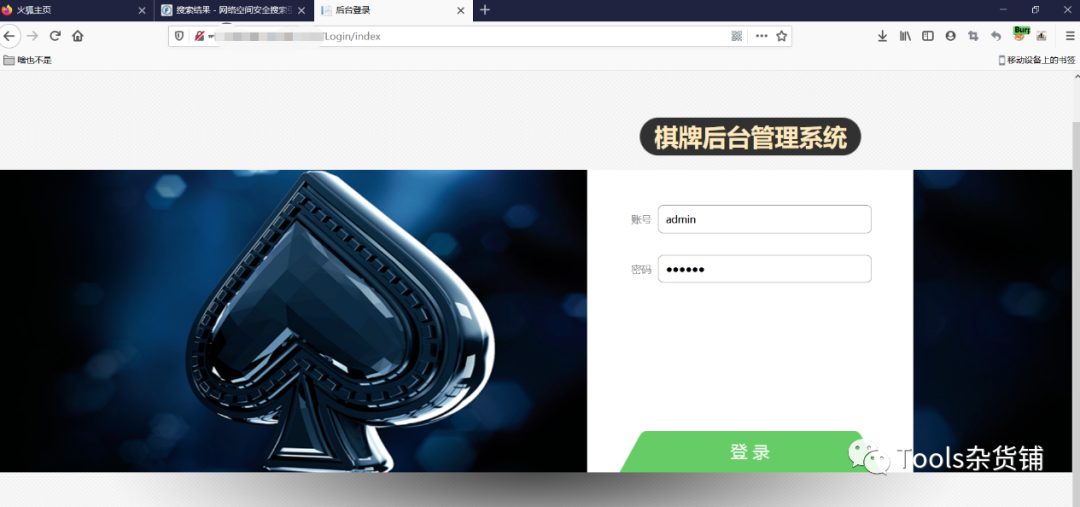 火狐主页
搜索结果 - 网络空间安全搜索
后台登录
/Login/index
Burp
啥也不是
移动设备上的书签
棋牌后台管理系统
账号 admin
密码 ●●●●●●
登 录
Tools杂货铺